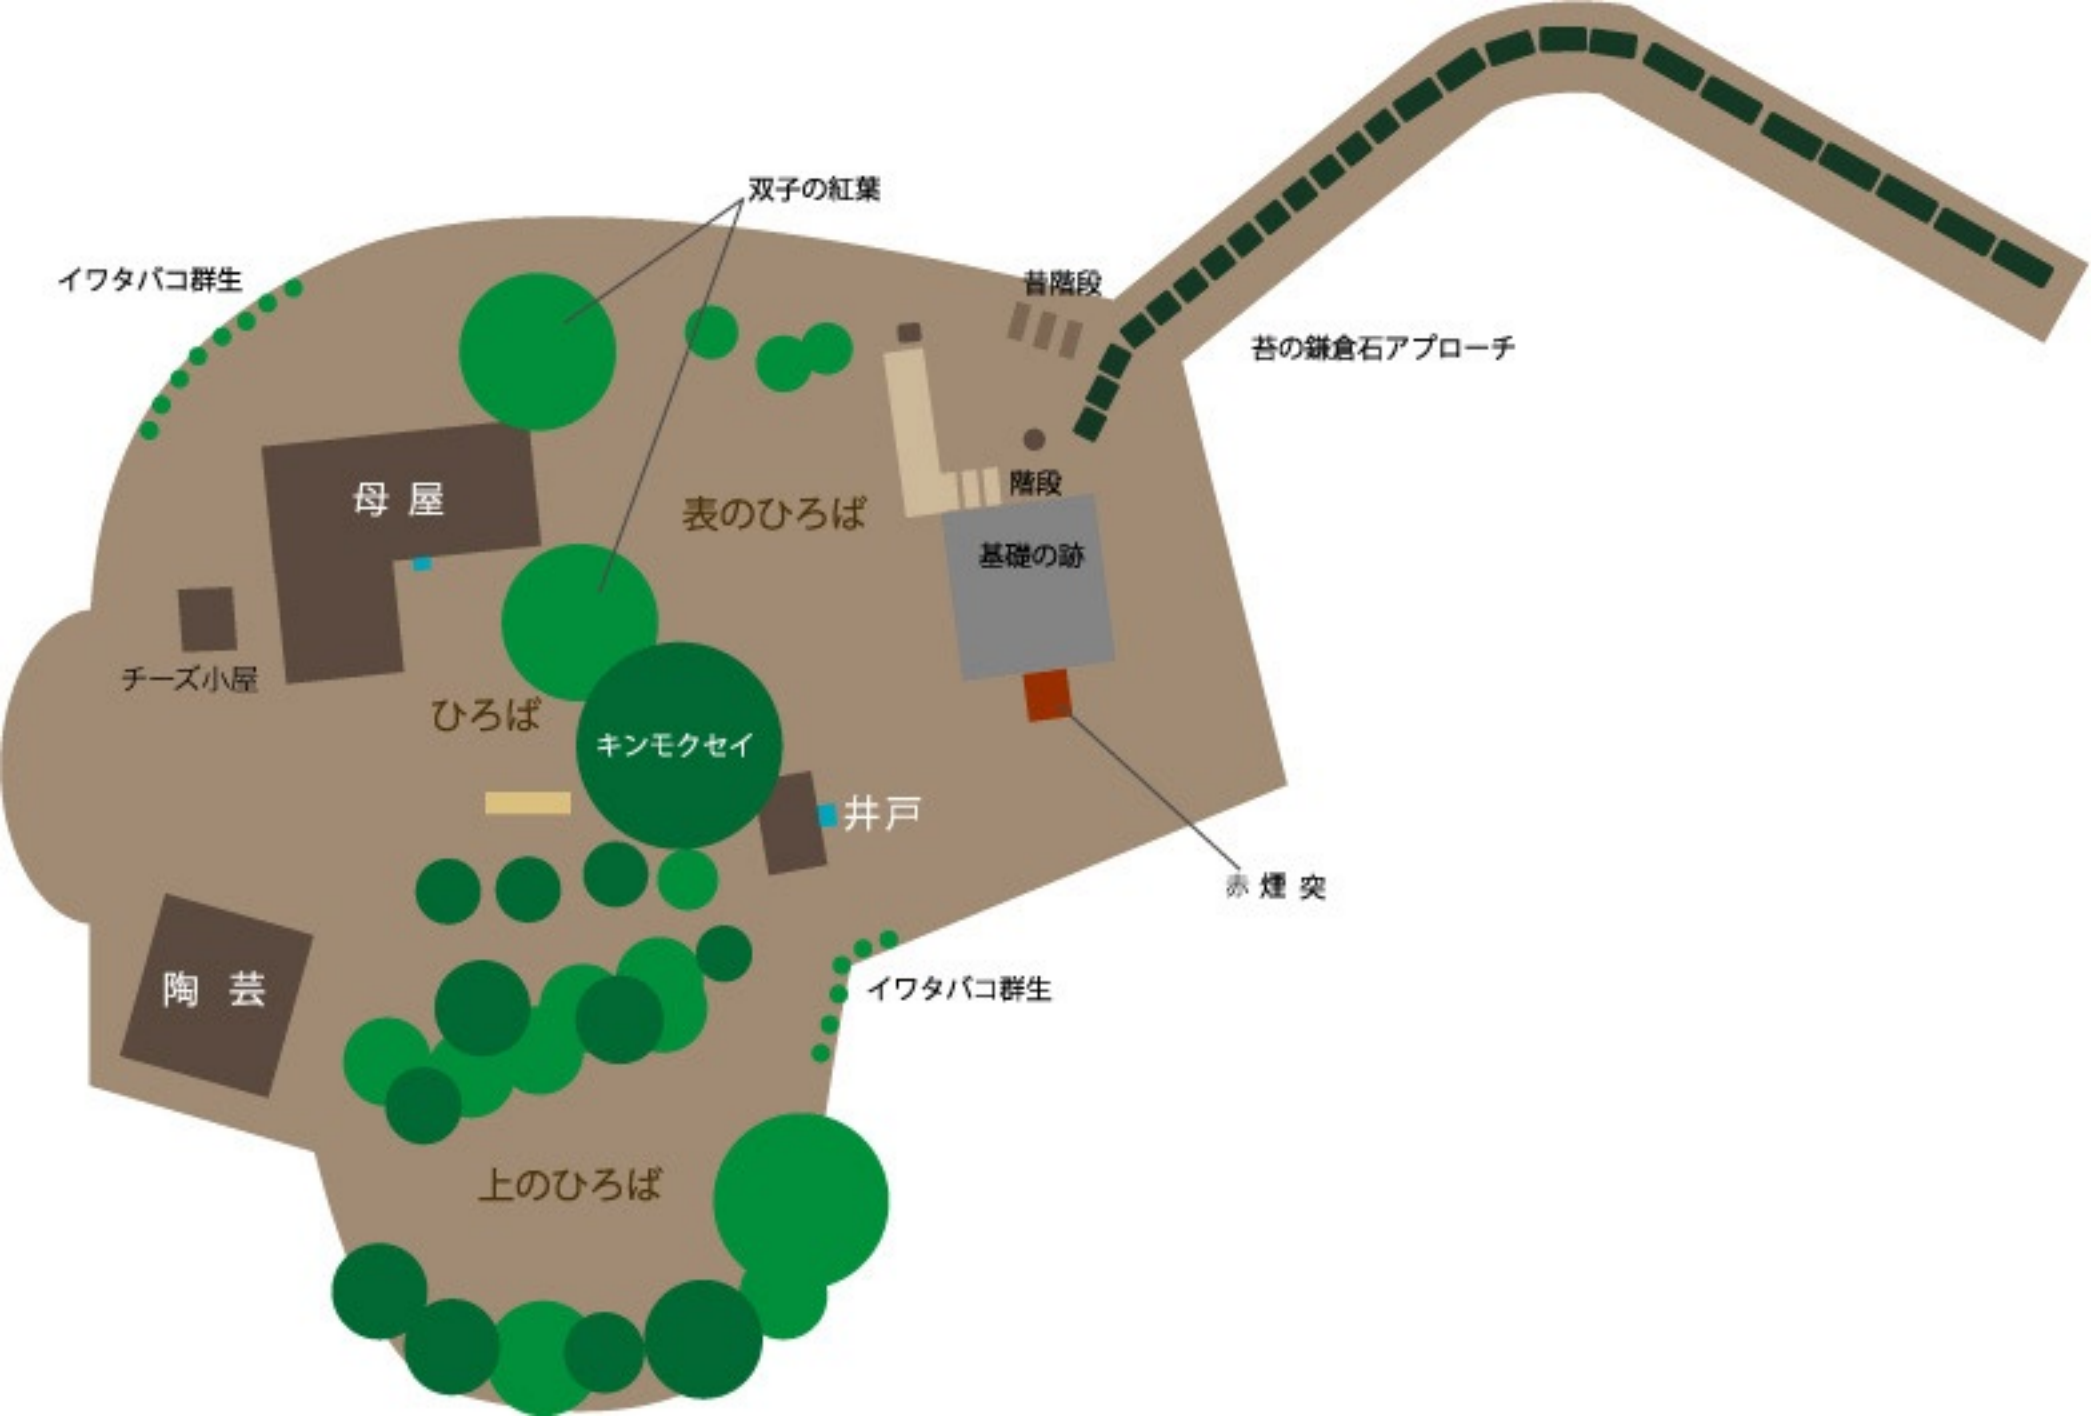 双子の紅葉
イワタバコ群生
昔階段
苔の鎌倉石アプローチ
母屋
表のひろば
階段
基礎の跡
チーズ小屋
ひろば
キンモクセイ
井戸
赤煙突
陶芸
イワタバコ群生
上のひろば